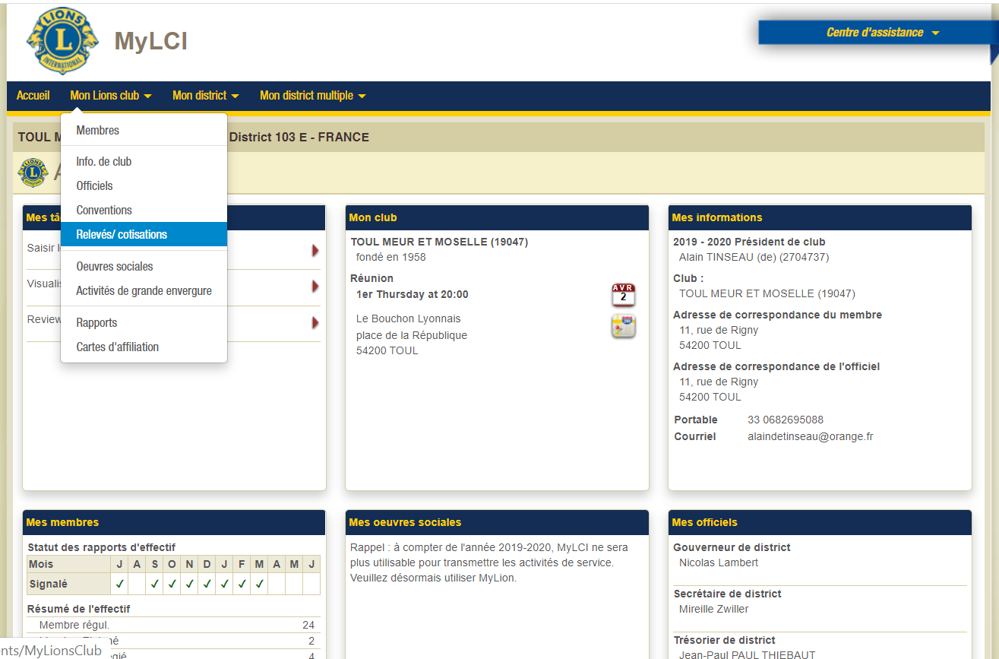 LIONS
L
INTERNATIONAL
MyLCI
Centre d'assistance
Accueil Mon Lions club Mon district Mon district multiple
TOUL M District 103 E - FRANCE
Membres
Info. de club
Officiels
Conventions
Relevés/ cotisations
Oeuvres sociales
Activités de grande envergure
Rapports
Cartes d'affiliation
Mes tâ
Saisir
Visualis
Review
Mon club
TOUL MEUR ET MOSELLE (19047)
fondé en 1958
Réunion
1er Thursday at 20:00
AVR
2
Le Bouchon Lyonnais
place de la République
54200 TOUL
Mes informations
2019 - 2020 Président de club
Alain TINSEAU (de) (2704737)
Club :
TOUL MEUR ET MOSELLE (19047)
Adresse de correspondance du membre
11, rue de Rigny
54200 TOUL
Adresse de correspondance de l'officiel
11, rue de Rigny
54200 TOUL
Portable 33 0682695088
Courriel alaindetinseau@orange.fr
Mes membres
Statut des rapports d'effectif
Mois J A S O N D J F M A M J
Signalé ✓ ✓ ✓ ✓ ✓ ✓ ✓ ✓
Résumé de l'effectif
Membre régul. 24
é 2
gié 4
nts/MyLionsClub
Mes oeuvres sociales
Rappel : à compter de l'année 2019-2020, MyLCI ne sera
plus utilisable pour transmettre les activités de service.
Veuillez désormais utiliser MyLion.
Mes officiels
Gouverneur de district
Nicolas Lambert
Secrétaire de district
Mireille Zwiller
Trésorier de district
Jean-Paul PAUL THIEBAUT